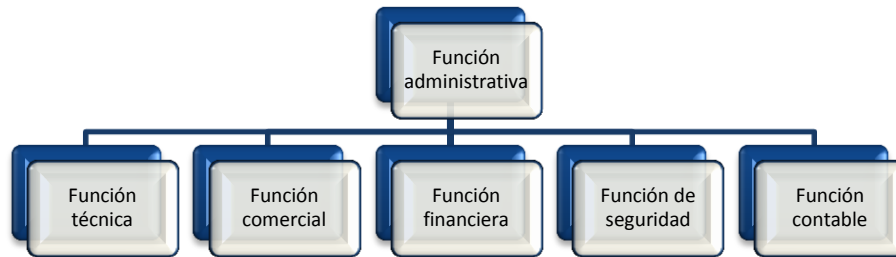 Función
administrativa
Función
técnica
Función
comercial
Función
financiera
Función de
seguridad
Función
contable